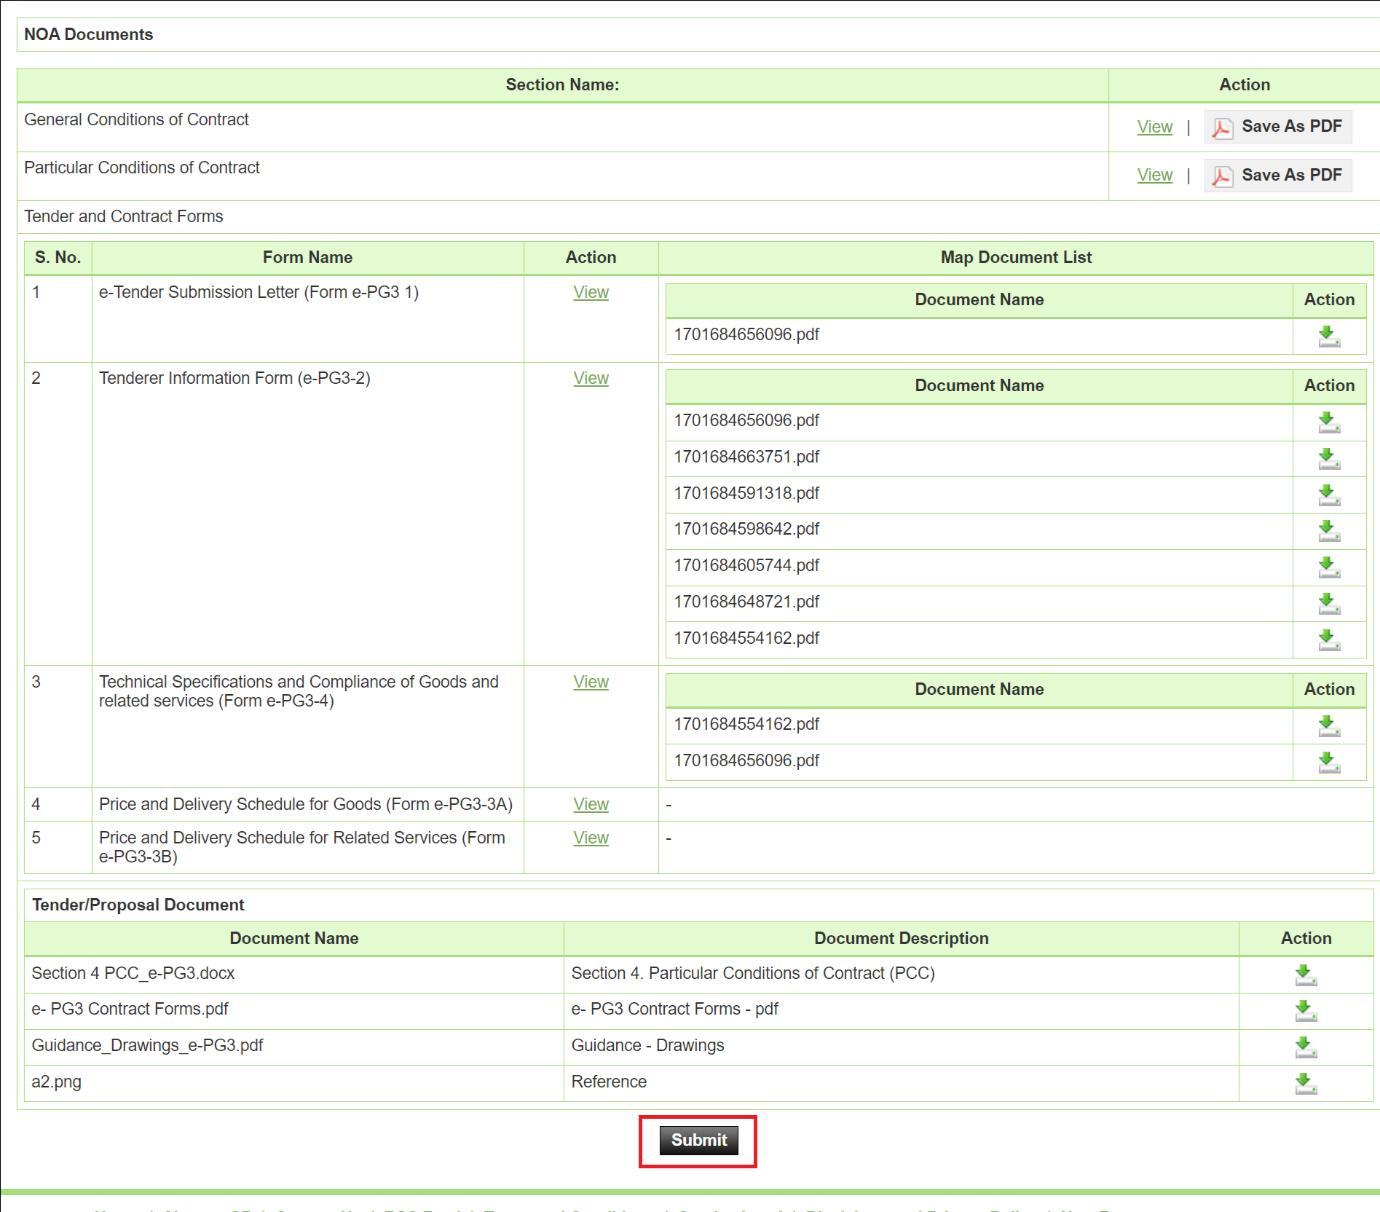 NOA Documents
Section Name: Action
General Conditions of Contract View | Save As PDF
Particular Conditions of Contract View | Save As PDF
Tender and Contract Forms
S. No. Form Name Action Map Document List
1 e-Tender Submission Letter (Form e-PG3 1) View
Document Name Action
1701684656096.pdf
2 Tenderer Information Form (e-PG3-2) View
Document Name Action
1701684656096.pdf
1701684663751.pdf
1701684591318.pdf
1701684598642.pdf
1701684605744.pdf
1701684648721.pdf
1701684554162.pdf
3 Technical Specifications and Compliance of Goods and
related services (Form e-PG3-4) View
Document Name Action
1701684554162.pdf
1701684656096.pdf
4 Price and Delivery Schedule for Goods (Form e-PG3-3A) View -
5 Price and Delivery Schedule for Related Services (Form
e-PG3-3B) View -
Tender/Proposal Document
Document Name Document Description Action
Section 4 PCC_e-PG3.docx Section 4. Particular Conditions of Contract (PCC)
e- PG3 Contract Forms.pdf e- PG3 Contract Forms - pdf
Guidance_Drawings_e-PG3.pdf Guidance - Drawings
a2.png Reference
Submit